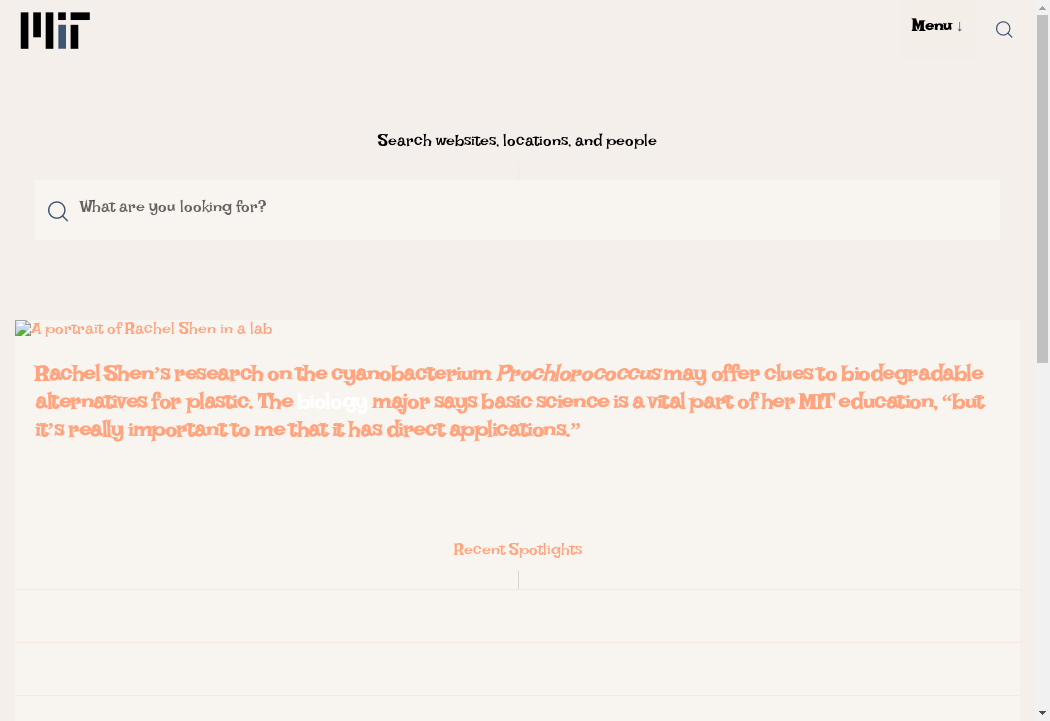 MIT
Menu ↓
Search websites, locations, and people
What are you looking for?
A portrait of Rachel Shen in a lab
Rachel Shen’s research on the cyanobacterium Prochlorococcus may offer clues to biodegradable
alternatives for plastic. The biology major says basic science is a vital part of her MIT education, “but
it’s really important to me that it has direct applications.”
Recent Spotlights